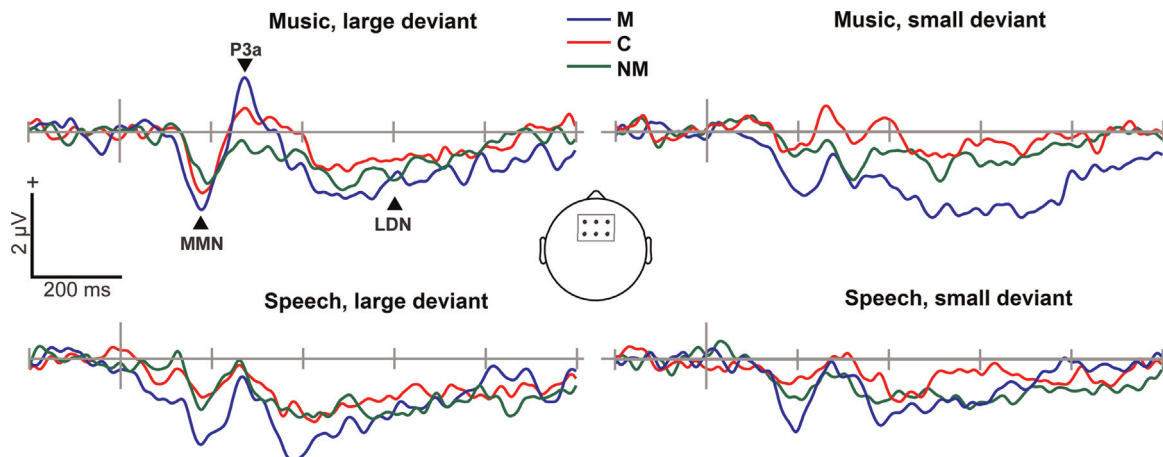 Music, large deviant
M
C
NM
Music, small deviant
P3a
+
2 µV
200 ms
MMN
LDN
Speech, large deviant
Speech, small deviant